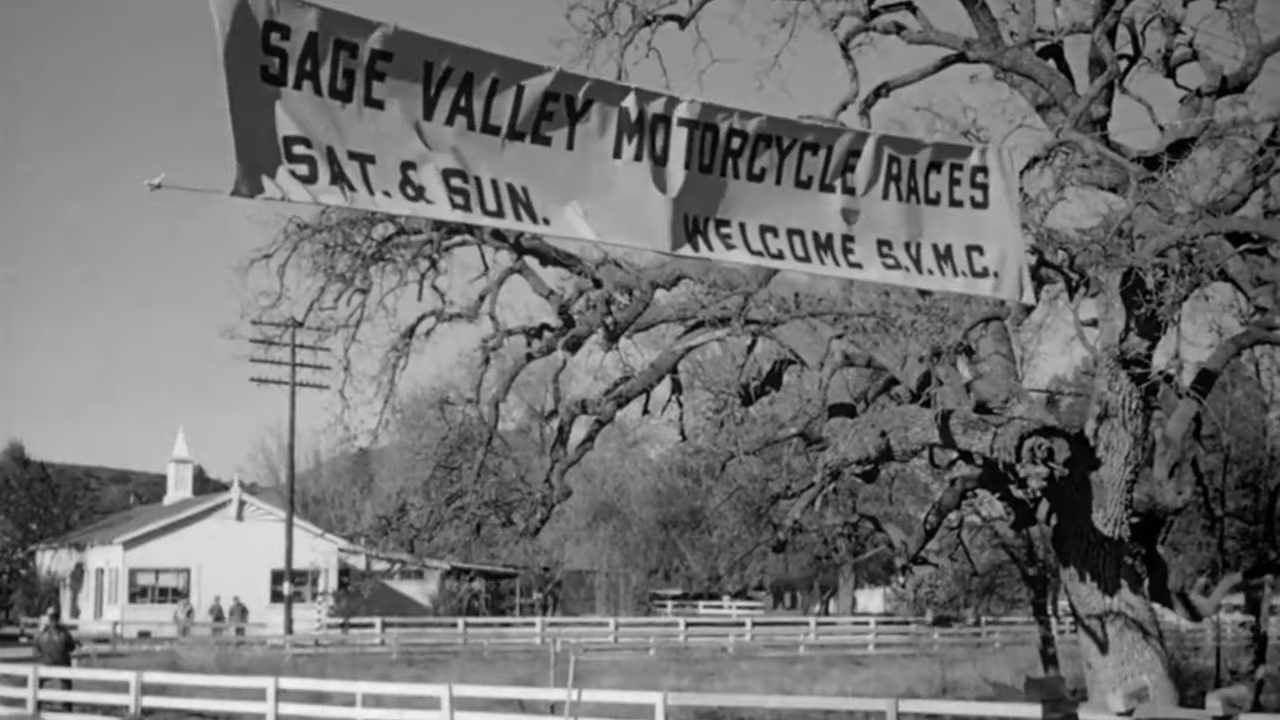 SAGE VALLEY MOTORCYCLE RACES
SAT. & SUN.
WELCOME S.V.M.C.